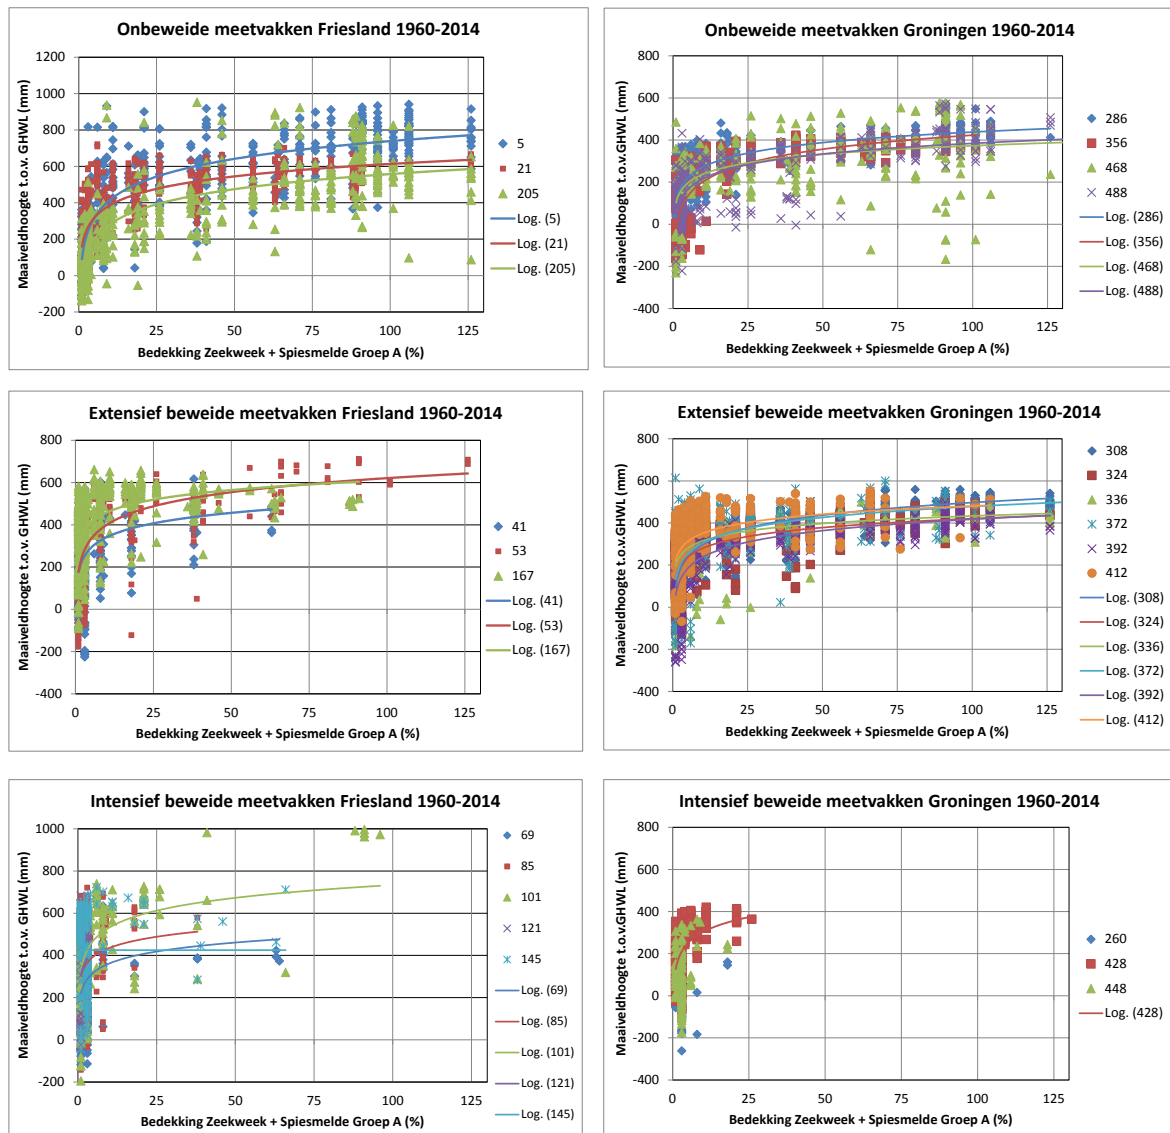 Onbeweide meetvakken Friesland 1960-2014
Maaiveldhoogte t.o.v.GHWL (mm)
1200
1000
800
600
400
200
0
-200
0 25 50 75 100 125
Bedekking Zeekweek + Spiesmelde Groep A (%)
5
21
205
Log. (5)
Log. (21)
Log. (205)
Onbeweide meetvakken Groningen 1960-2014
Maaiveldhoogte t.o.v. GHWL (mm)
800
600
400
200
0
-200
-400
0 25 50 75 100 125
Bedekking Zeekweek + Spiesmelde Groep A (%)
286
356
468
488
Log. (286)
Log. (356)
Log. (468)
Log. (488)
Extensief beweide meetvakken Friesland 1960-2014
Maaiveldhoogte t.o.v. GHWL (mm)
800
600
400
200
0
-200
-400
0 25 50 75 100 125
Bedekking Zeekweek + Spiesmelde Groep A (%)
41
53
167
Log. (41)
Log. (53)
Log. (167)
Extensief beweide meetvakken Groningen 1960-2014
Maaiveldhoogte t.o.v.GHWL (mm)
800
600
400
200
0
-200
-400
0 25 50 75 100 125
Bedekking Zeekweek + Spiesmelde Groep A (%)
308
324
336
372
392
412
Log. (308)
Log. (324)
Log. (336)
Log. (372)
Log. (392)
Log. (412)
Intensief beweide meetvakken Friesland 1960-2014
Maaiveldhoogte t.o.v. GHWL (mm)
1000
800
600
400
200
0
-200
0 25 50 75 100 125
Bedekking Zeekweek + Spiesmelde Groep A (%)
69
85
101
121
145
Log. (69)
Log. (85)
Log. (101)
Log. (121)
Log. (145)
Intensief beweide meetvakken Groningen 1960-2014
Maaiveldhoogte t.o.v.GHWL (mm)
800
600
400
200
0
-200
-400
0 25 50 75 100 125
Bedekking Zeekweek + Spiesmelde Groep A (%)
260
428
448
Log. (428)